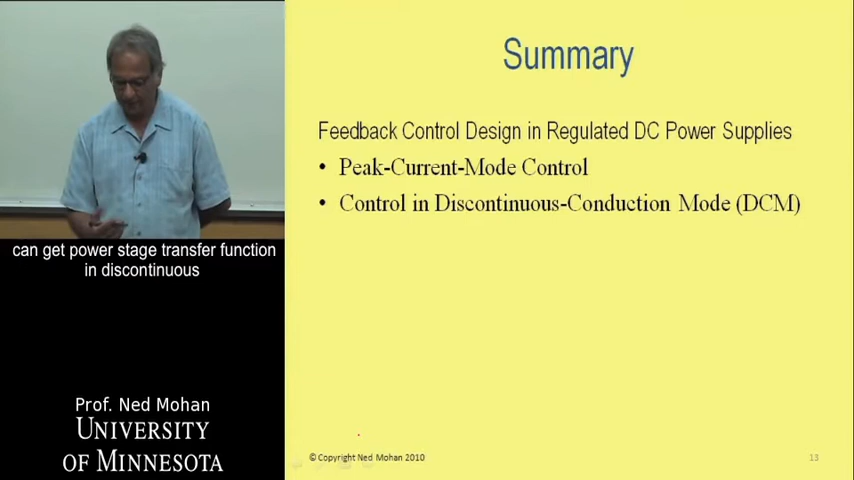 Summary
Feedback Control Design in Regulated DC Power Supplies
• Peak-Current-Mode Control
• Control in Discontinuous-Conduction Mode (DCM)
can get power stage transfer function
in discontinuous
Prof. Ned Mohan
UNIVERSITY
OF MINNESOTA
© Copyright Ned Mohan 2010
13